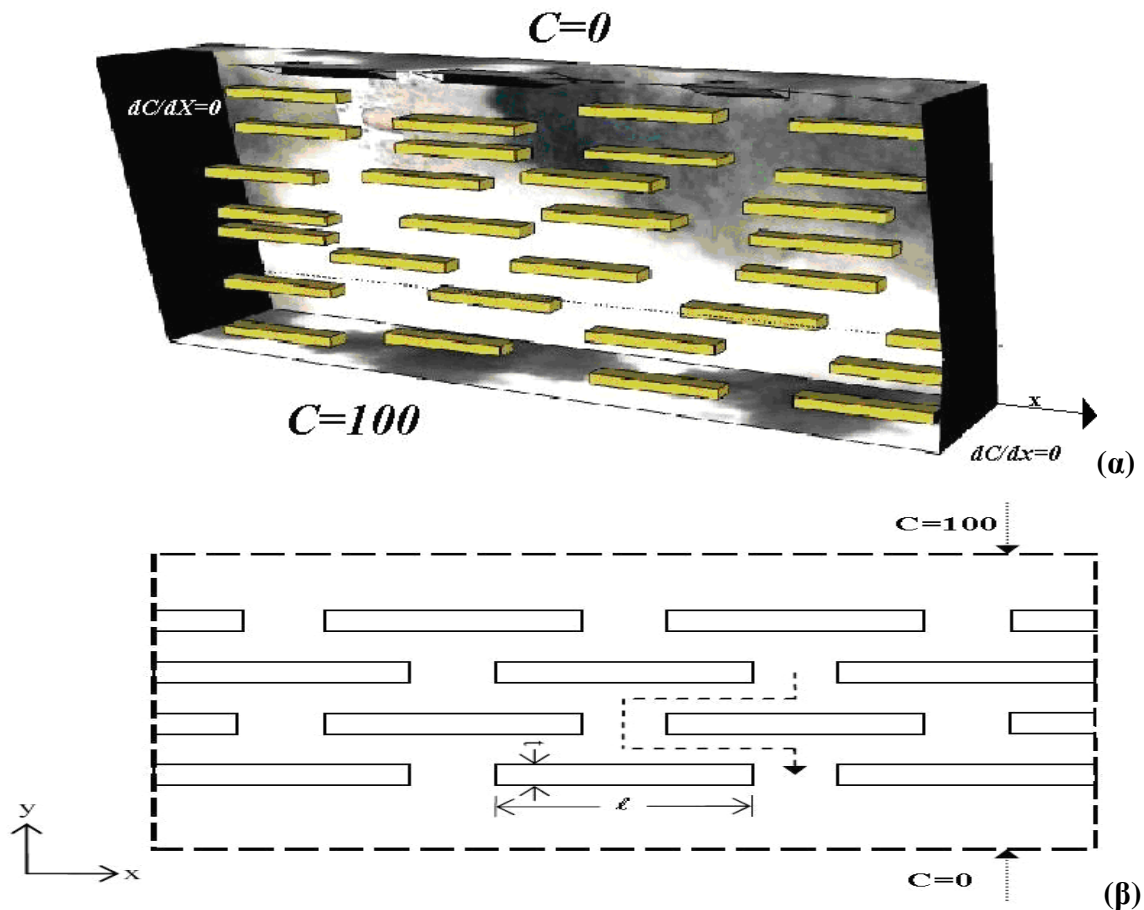 C=0
dC/dX=0
C=100
x
dC/dx=0
(α)
C=100
t
ℓ
y
x
C=0
(β)